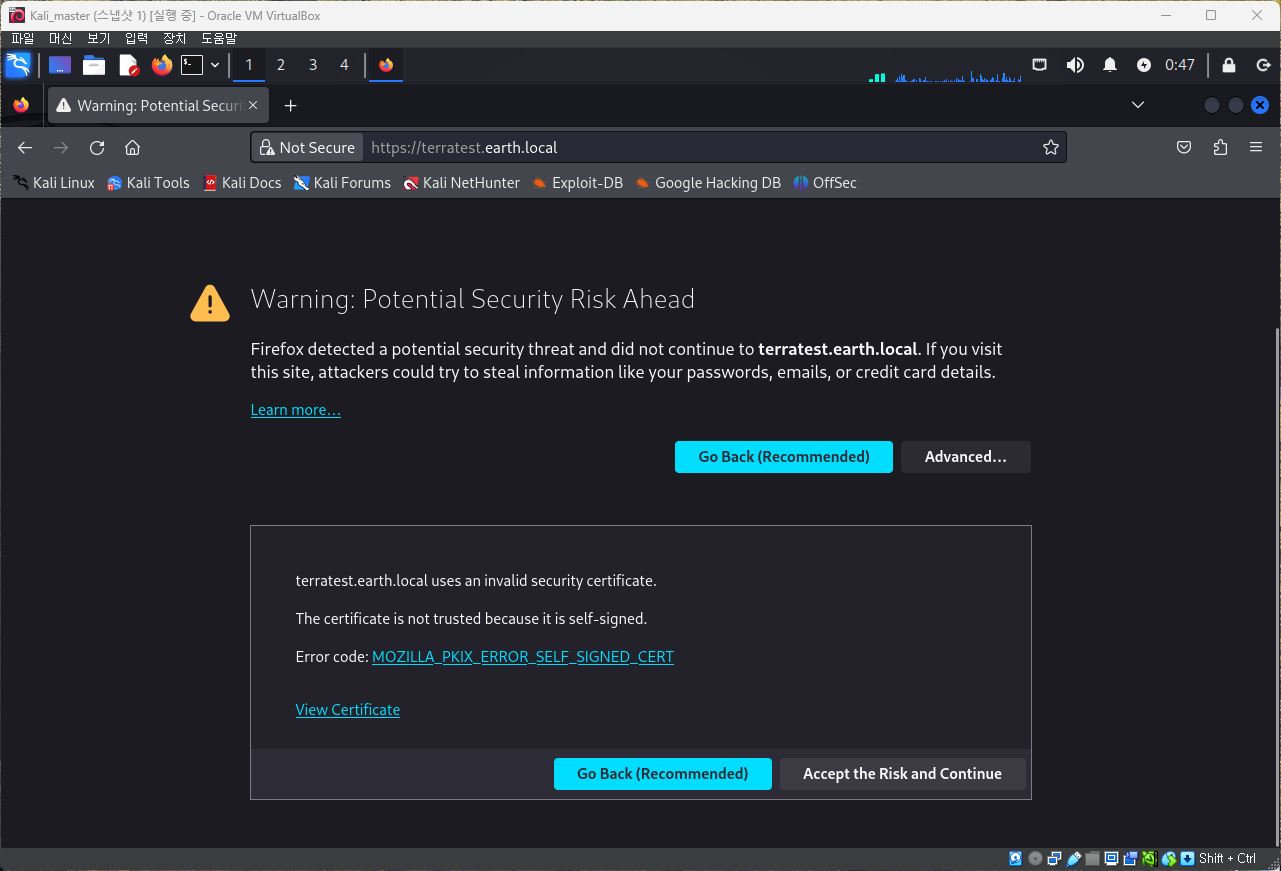 Kali_master (스냅샷 1) [실행 중] - Oracle VM VirtualBox
파일 머신 보기 입력 장치 도움말
1 2 3 4 0:47
Warning: Potential Securi
Not Secure https://terratest.earth.local
Kali Linux Kali Tools Kali Docs Kali Forums Kali NetHunter Exploit-DB Google Hacking DB OffSec
Warning: Potential Security Risk Ahead
Firefox detected a potential security threat and did not continue to terratest.earth.local. If you visit
this site, attackers could try to steal information like your passwords, emails, or credit card details.
Learn more…
Go Back (Recommended) Advanced…
terratest.earth.local uses an invalid security certificate.
The certificate is not trusted because it is self-signed.
Error code: MOZILLA_PKIX_ERROR_SELF_SIGNED_CERT
View Certificate
Go Back (Recommended) Accept the Risk and Continue
Shift + Ctrl